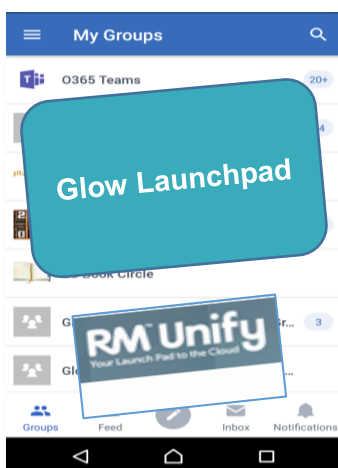 My Groups
O365 Teams
20+
4
Glow Launchpad
Book Circle
G
r...
3
RM Unify
Your Launch Pad to the Cloud
Glo
...
Groups
Feed
Inbox
Notifications